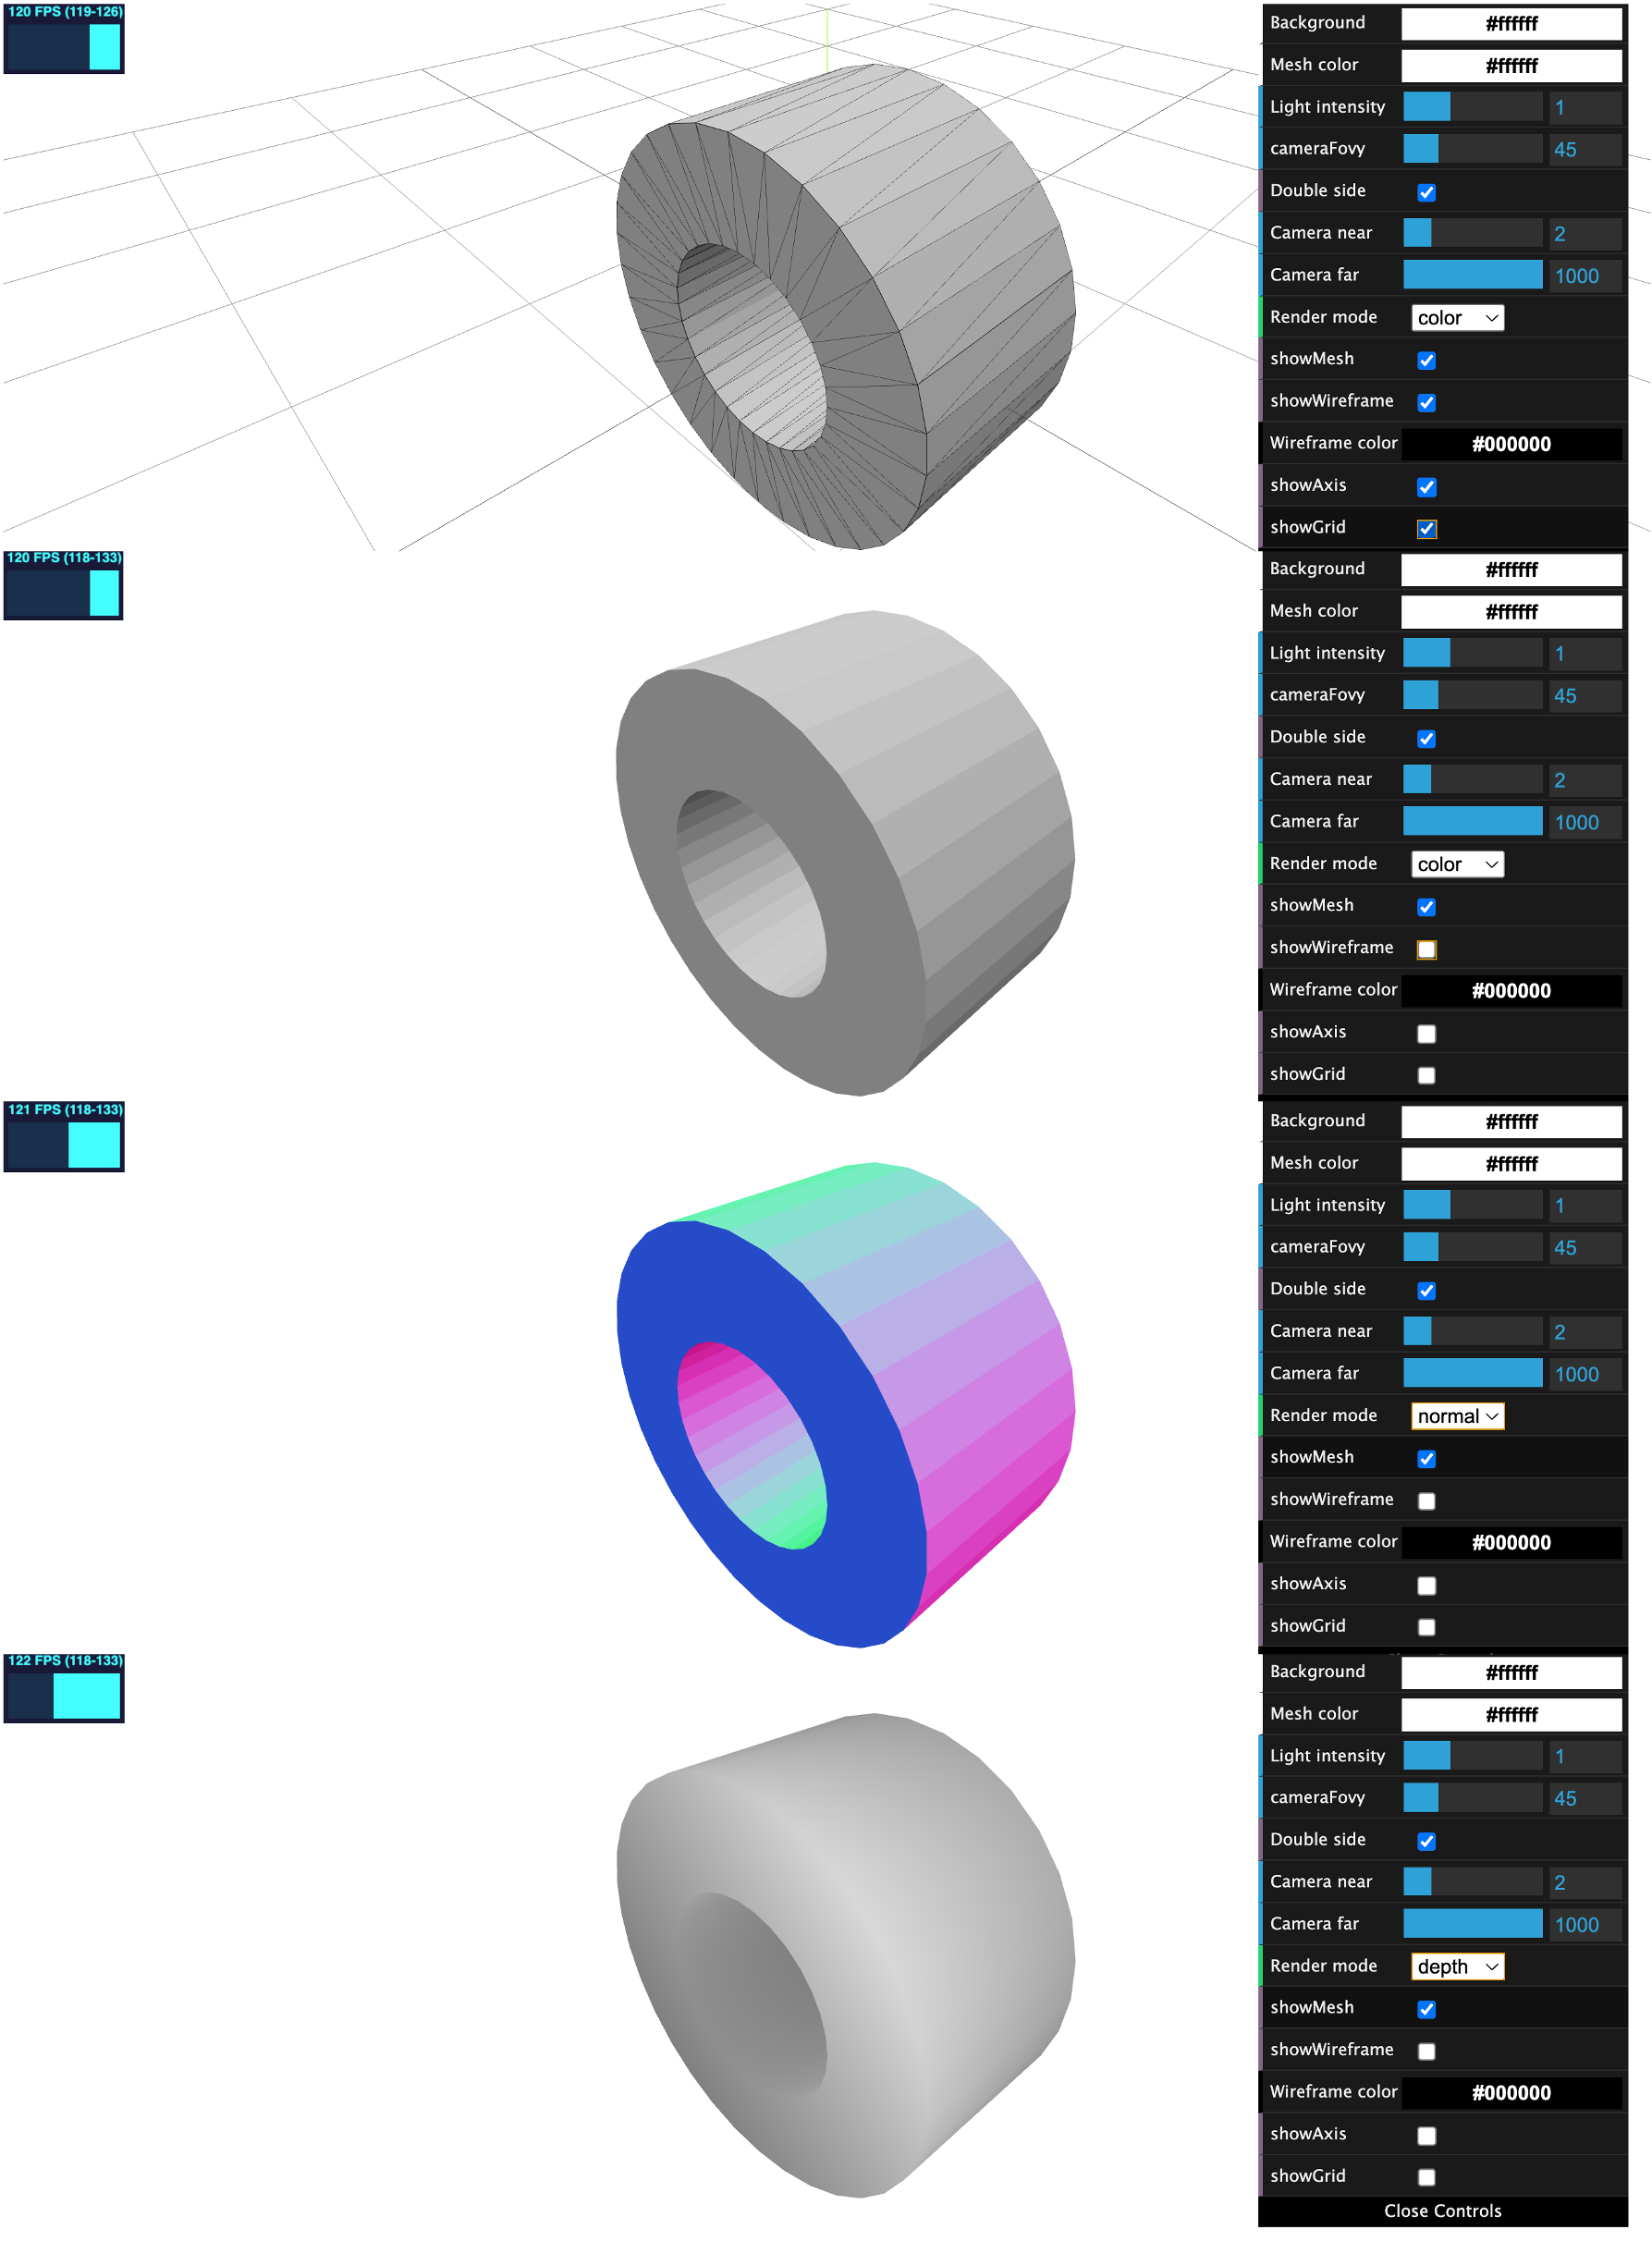 120 FPS (119-126)
Background #ffffff
Mesh color #ffffff
Light intensity 1
cameraFovy 45
Double side
Camera near 2
Camera far 1000
Render mode color
showMesh
showWireframe
Wireframe color #000000
showAxis
showGrid
120 FPS (118-133)
Background #ffffff
Mesh color #ffffff
Light intensity 1
cameraFovy 45
Double side
Camera near 2
Camera far 1000
Render mode color
showMesh
showWireframe
Wireframe color #000000
showAxis
showGrid
121 FPS (118-133)
Background #ffffff
Mesh color #ffffff
Light intensity 1
cameraFovy 45
Double side
Camera near 2
Camera far 1000
Render mode normal
showMesh
showWireframe
Wireframe color #000000
showAxis
showGrid
122 FPS (118-133)
Background #ffffff
Mesh color #ffffff
Light intensity 1
cameraFovy 45
Double side
Camera near 2
Camera far 1000
Render mode depth
showMesh
showWireframe
Wireframe color #000000
showAxis
showGrid
Close Controls